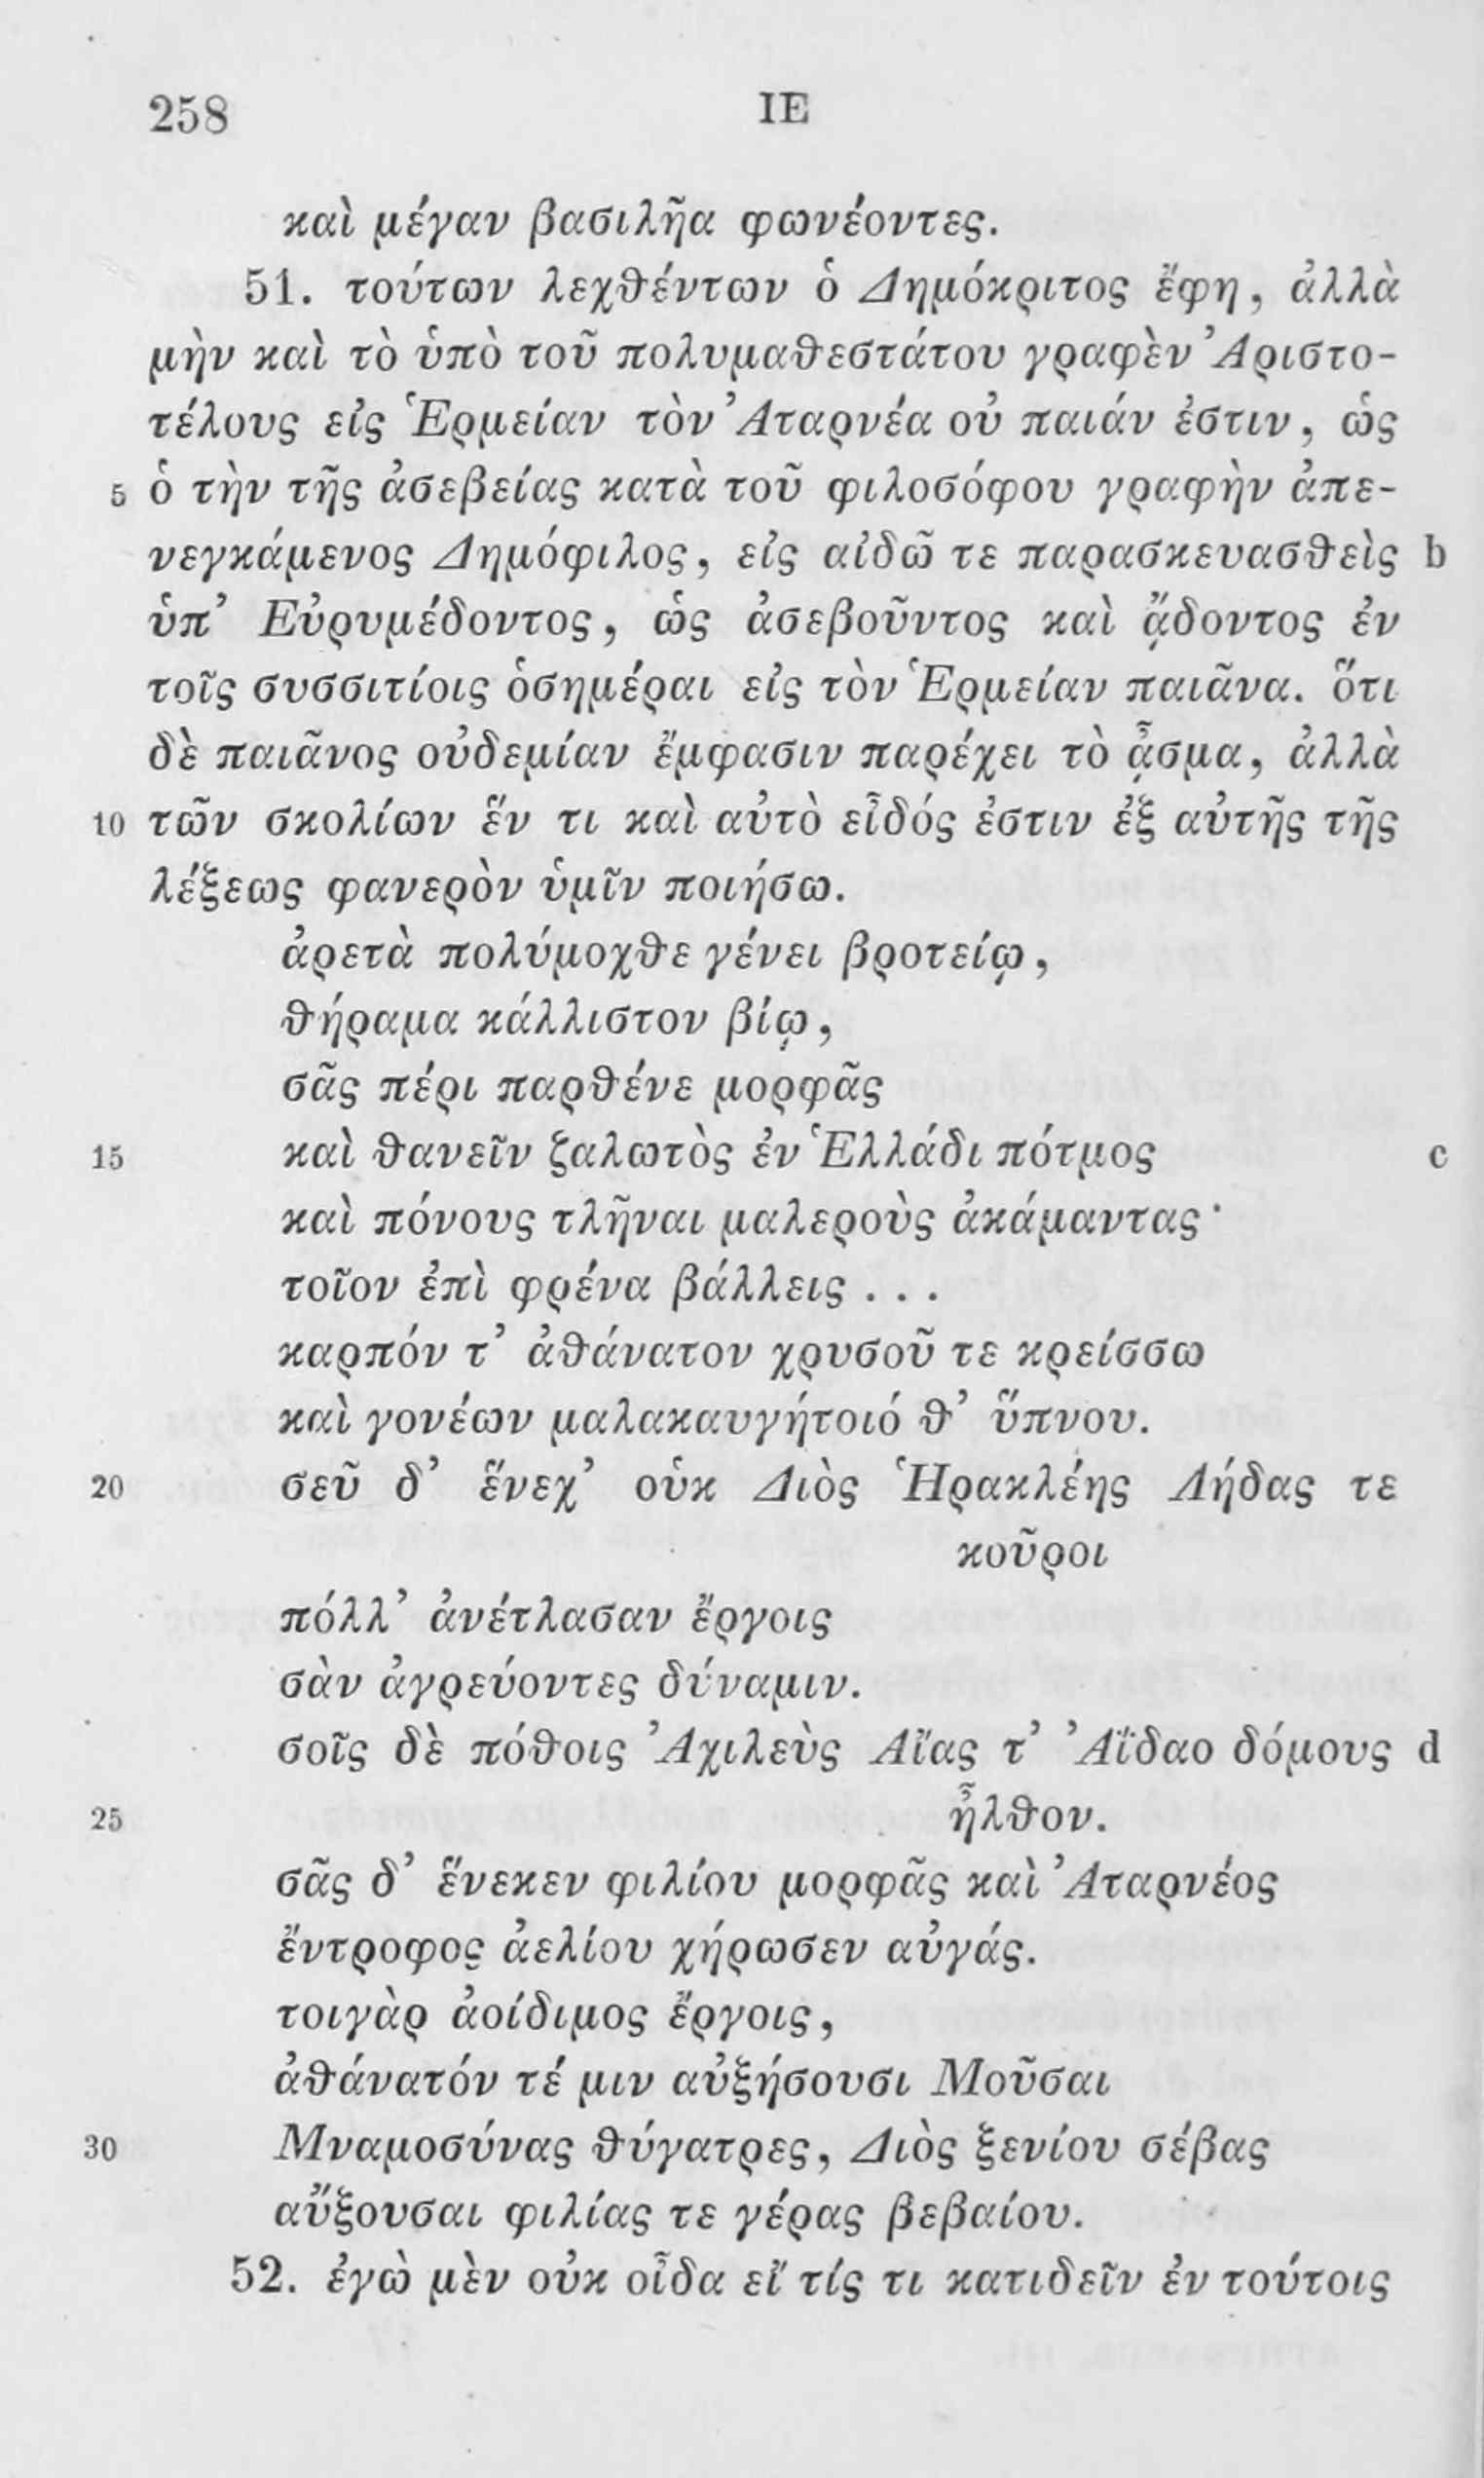 258 ΙΕ
καὶ μέγαν βασιλῆα φωνέοντες.
51. τούτων λεχθέντων ὁ Δημόκριτος ἔφη, ἀλλὰ
μὴν καὶ τὸ ὑπὸ τοῦ πολυμαθεστάτου γραφὲν Ἀριστο-
τέλους εἰς Ἑρμείαν τὸν Ἀταρνέα οὐ παιάν ἐστιν, ὡς
5 ὁ τὴν τῆς ἀσεβείας κατὰ τοῦ φιλοσόφου γραφὴν ἀπε-
νεγκάμενος Δημόφιλος, εἰς αἰδῶ τε παρασκευασθεὶς b
ὑπ’ Εὐρυμέδοντος, ὡς ἀσεβοῦντος καὶ ᾄδοντος ἐν
τοῖς συσσιτίοις ὁσημέραι εἰς τὸν Ἑρμείαν παιᾶνα. ὅτι
δὲ παιᾶνος οὐδεμίαν ἔμφασιν παρέχει τὸ ᾆσμα, ἀλλὰ
10 τῶν σκολίων ἕν τι καὶ αὐτὸ εἶδός ἐστιν ἐξ αὐτῆς τῆς
λέξεως φανερὸν ὑμῖν ποιήσω.
ἀρετὰ πολύμοχθε γένει βροτείῳ,
θήραμα κάλλιστον βίῳ,
σᾶς πέρι παρθένε μορφᾶς
15 καὶ θανεῖν ζαλωτὸς ἐν Ἑλλάδι πότμος c
καὶ πόνους τλῆναι μαλεροὺς ἀκάμαντας·
τοῖον ἐπὶ φρένα βάλλεις . . .
καρπόν τ’ ἀθάνατον χρυσοῦ τε κρείσσω
καὶ γονέων μαλακαυγήτοιό θ’ ὕπνου.
20 σεῦ δ’ ἕνεχ’ οὑκ Διὸς Ἡρακλέης Λήδας τε
κοῦροι
πόλλ’ ἀνέτλασαν ἔργοις
σὰν ἀγρεύοντες δύναμιν.
σοῖς δὲ πόθοις Ἀχιλεὺς Αἴας τ’ Ἀΐδαο δόμους d
25 ἦλθον.
σᾶς δ’ ἕνεκεν φιλίου μορφᾶς καὶ Ἀταρνέος
ἔντροφος ἀελίου χήρωσεν αὐγάς.
τοιγὰρ ἀοίδιμος ἔργοις,
ἀθάνατόν τέ μιν αὐξήσουσι Μοῦσαι
30 Μναμοσύνας θύγατρες, Διὸς ξενίου σέβας
αὔξουσαι φιλίας τε γέρας βεβαίου.
52. ἐγὼ μὲν οὐκ οἶδα εἴ τίς τι κατιδεῖν ἐν τούτοις